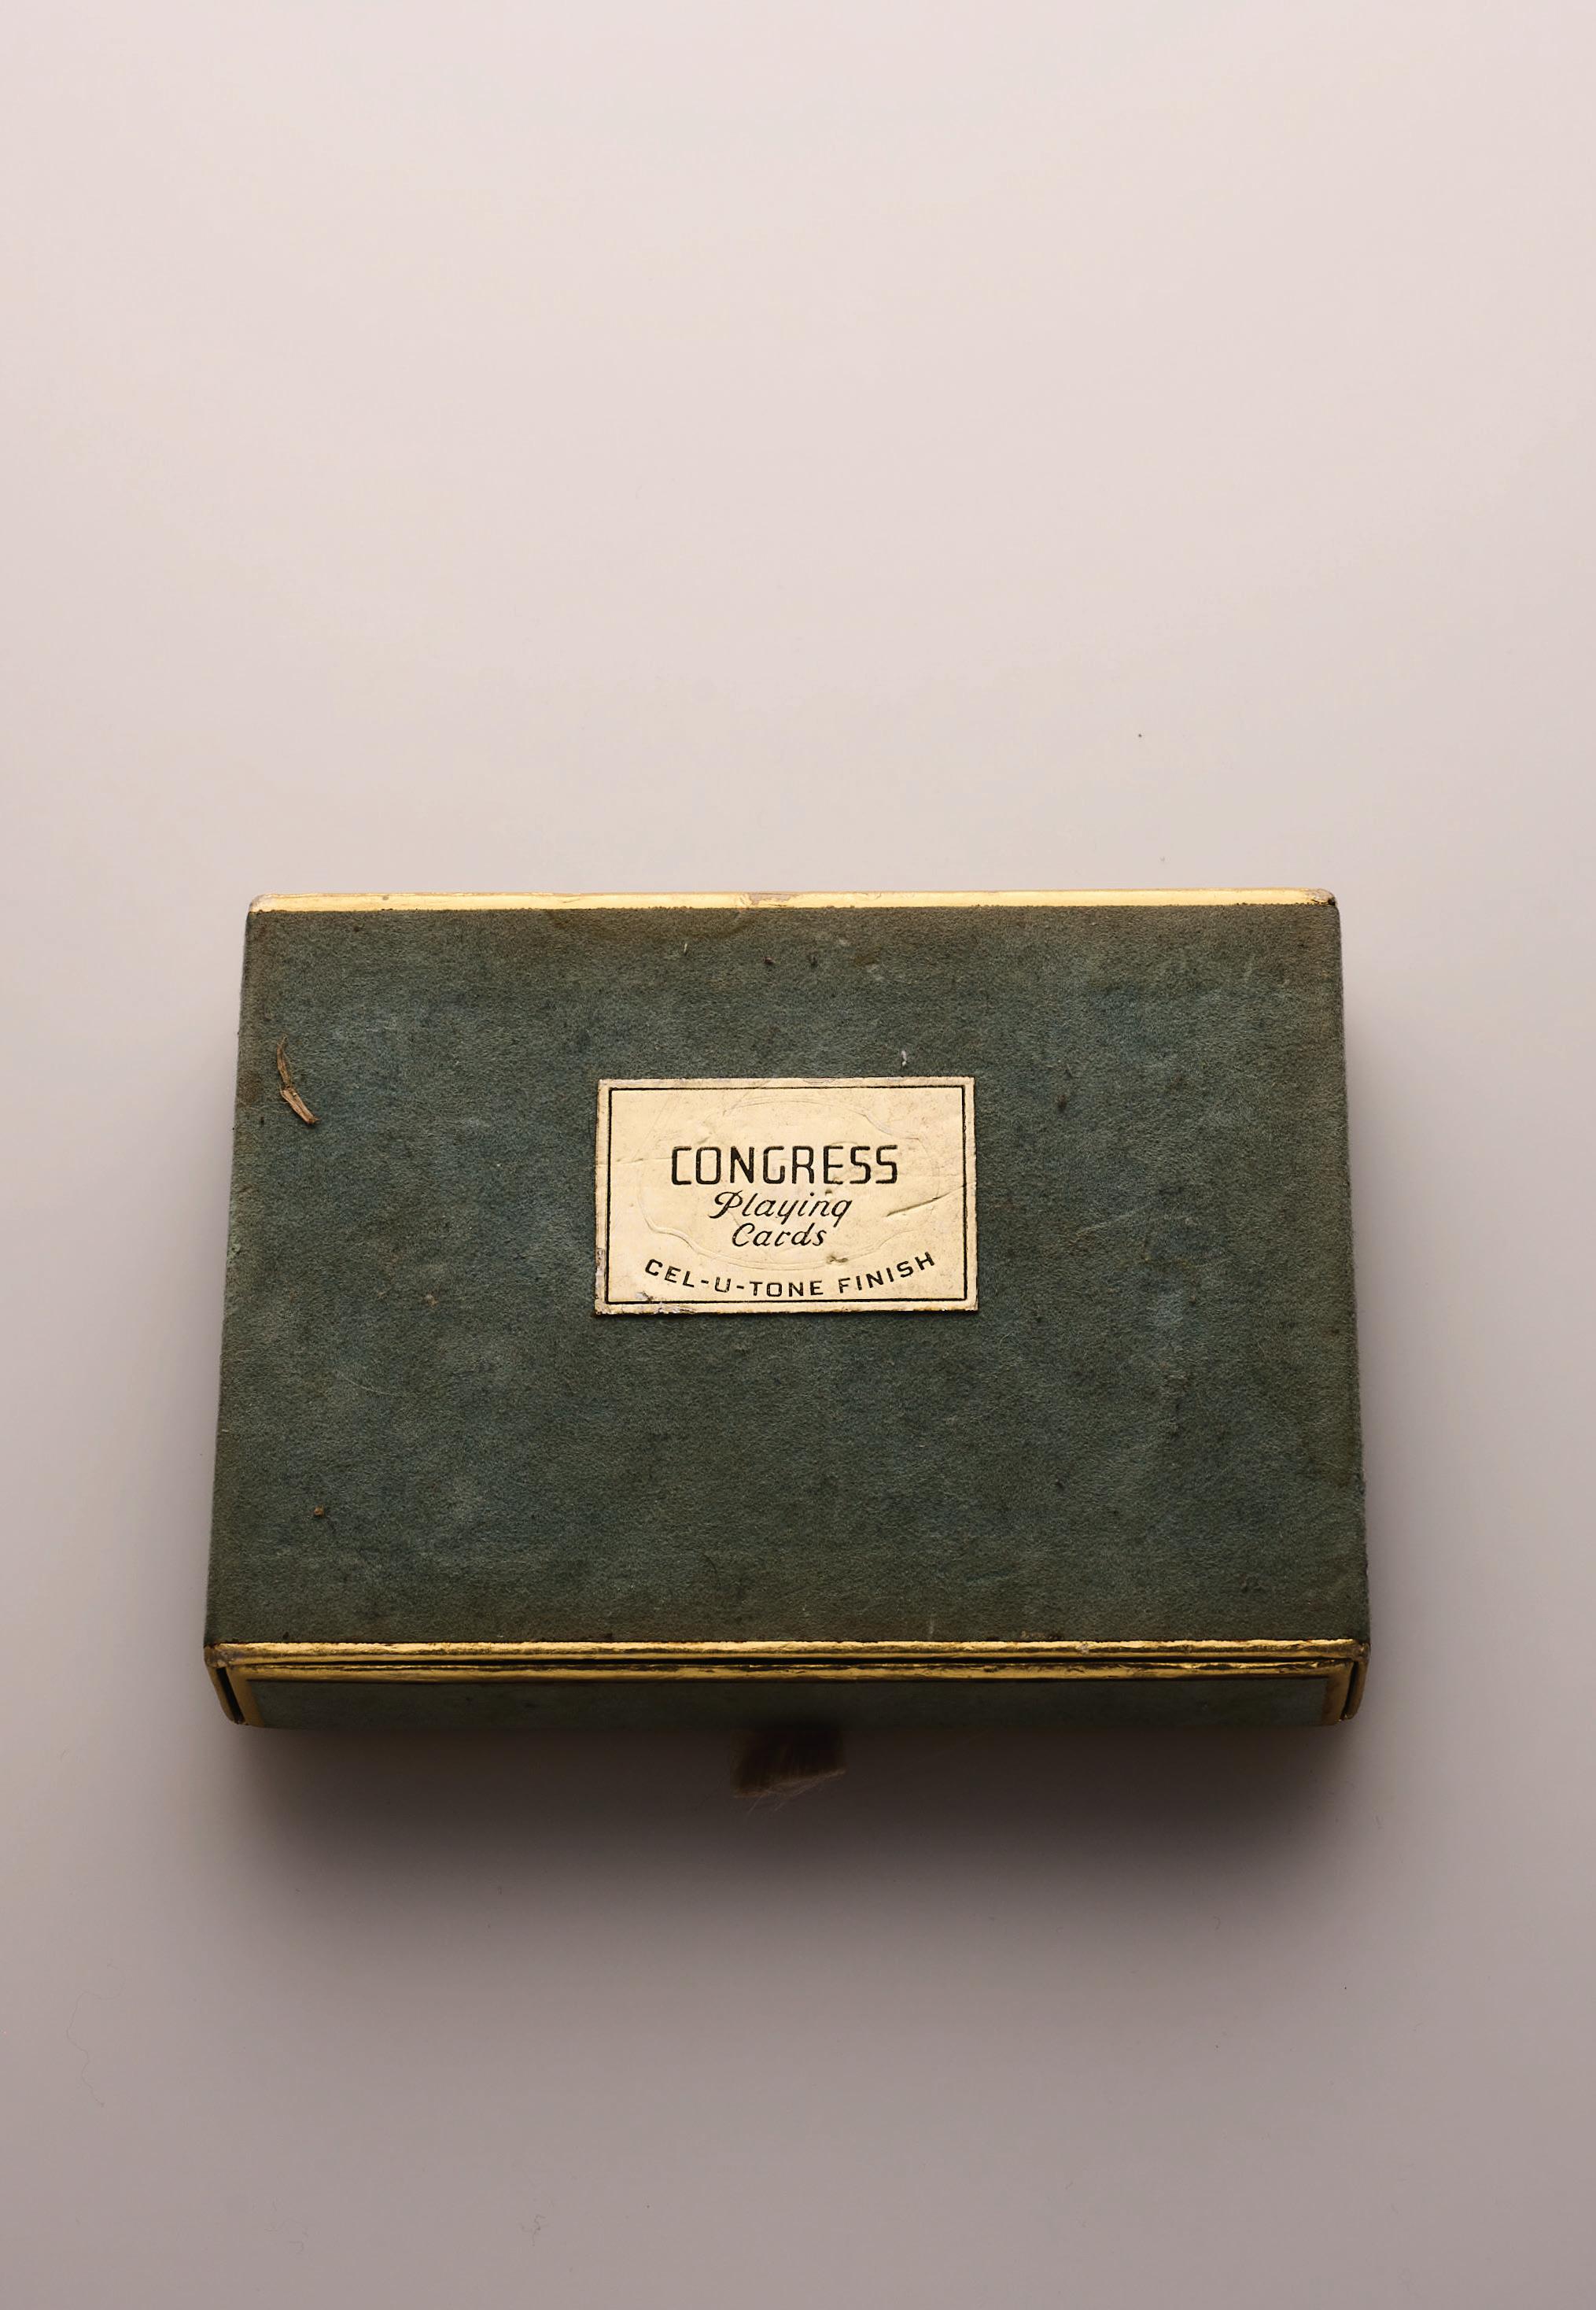 CONGRESS
Playing
Cards
CEL-U-TONE FINISH